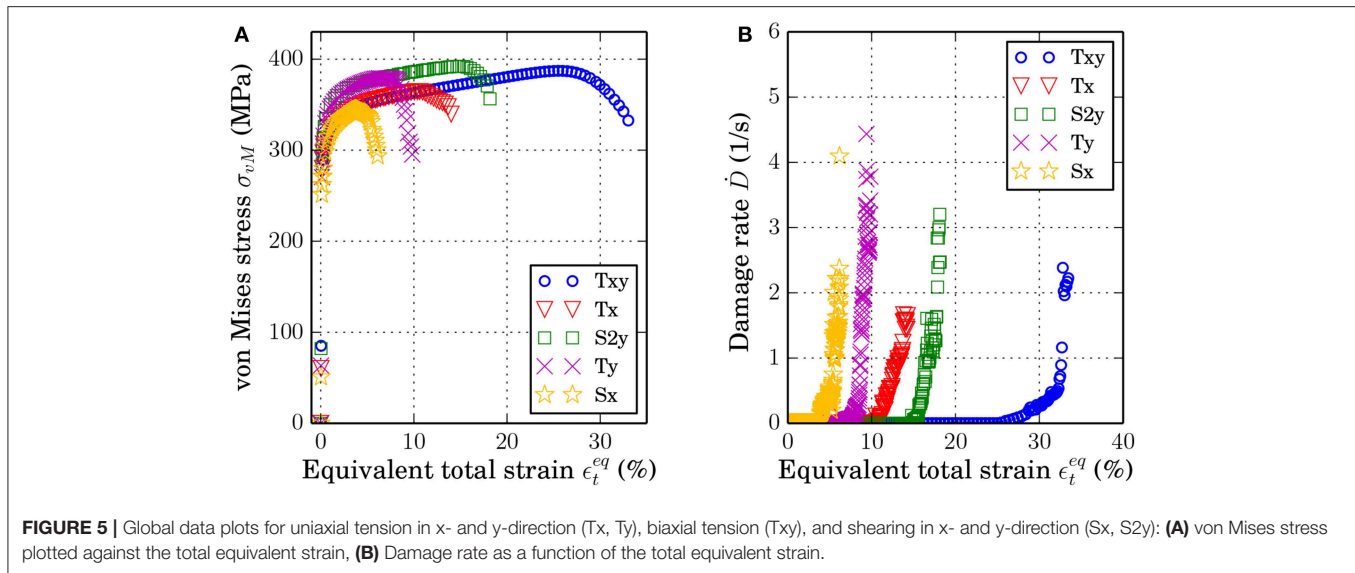 A
von Mises stress σvM (MPa)
400
300
200
100
0
0 10 20 30
Equivalent total strain ϵ_t^eq (%)
Txy
Tx
S2y
Ty
Sx
B
Damage rate Ḋ (1/s)
6
5
4
3
2
1
0
0 10 20 30 40
Equivalent total strain ϵ_t^eq (%)
Txy
Tx
S2y
Ty
Sx
FIGURE 5 | Global data plots for uniaxial tension in x- and y-direction (Tx, Ty), biaxial tension (Txy), and shearing in x- and y-direction (Sx, S2y): (A) von Mises stress
plotted against the total equivalent strain, (B) Damage rate as a function of the total equivalent strain.